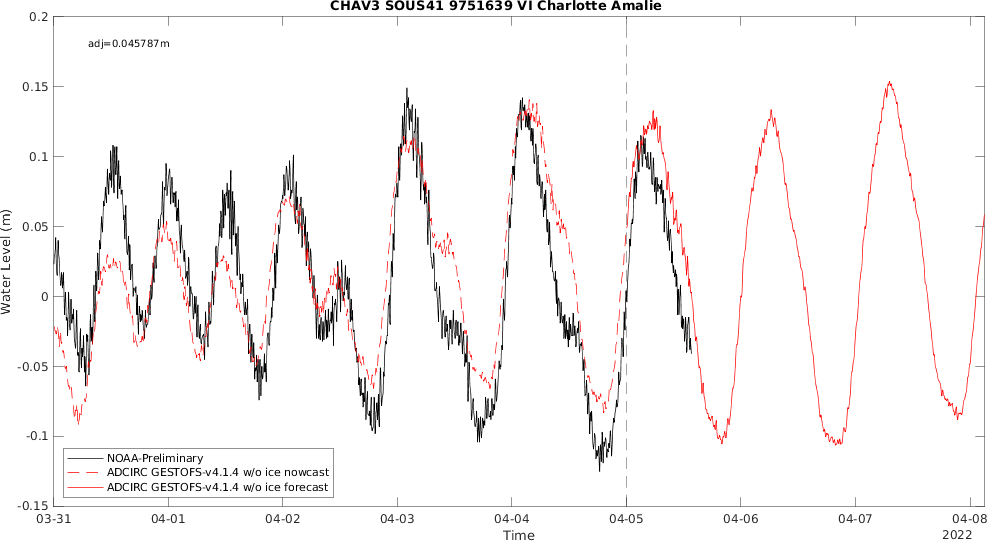 CHAV3 SOUS41 9751639 VI Charlotte Amalie
adj=0.045787m
0.2
0.15
0.1
0.05
0
-0.05
-0.1
-0.15
Water Level (m)
NOAA-Preliminary
ADCIRC GESTOFS-v4.1.4 w/o ice nowcast
ADCIRC GESTOFS-v4.1.4 w/o ice forecast
03-31 04-01 04-02 04-03 04-04 04-05 04-06 04-07 04-08
Time
2022